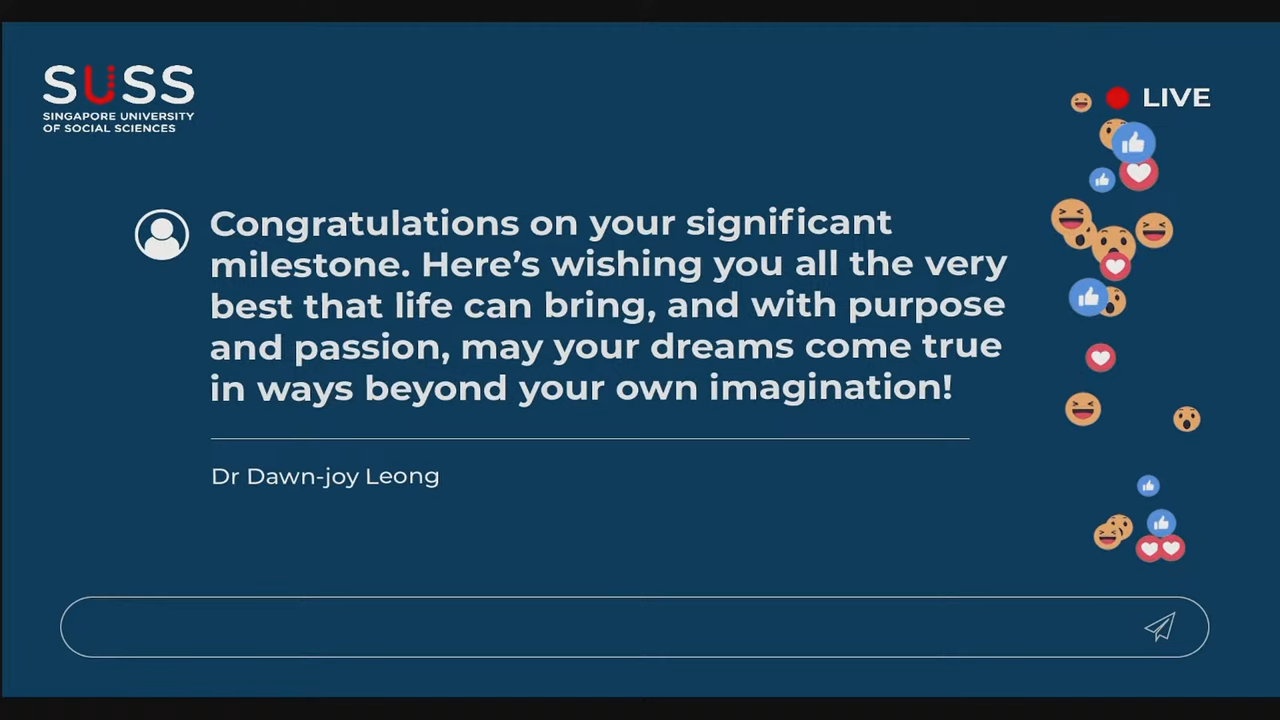 SUSS
SINGAPORE UNIVERSITY
OF SOCIAL SCIENCES
LIVE
Congratulations on your significant
milestone. Here’s wishing you all the very
best that life can bring, and with purpose
and passion, may your dreams come true
in ways beyond your own imagination!
Dr Dawn-joy Leong